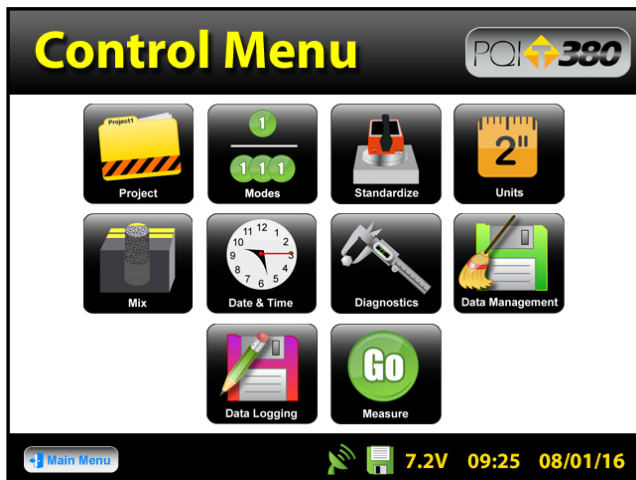 Control Menu
PQI T 380
Project1
Project
1
111
Modes
Standardize
2"
Units
Mix
12
1
2
3
4
5
6
7
8
9
10
11
Date & Time
Diagnostics
Data Management
Data Logging
Go
Measure
Main Menu
7.2V 09:25 08/01/16